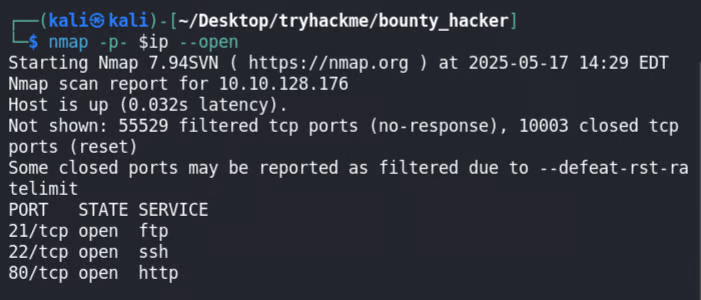 ┌──(kali㉿kali)-[~/Desktop/tryhackme/bounty_hacker]
└─$ nmap -p- $ip --open
Starting Nmap 7.94SVN ( https://nmap.org ) at 2025-05-17 14:29 EDT
Nmap scan report for 10.10.128.176
Host is up (0.032s latency).
Not shown: 55529 filtered tcp ports (no-response), 10003 closed tcp
ports (reset)
Some closed ports may be reported as filtered due to --defeat-rst-ra
telimit
PORT   STATE SERVICE
21/tcp open  ftp
22/tcp open  ssh
80/tcp open  http